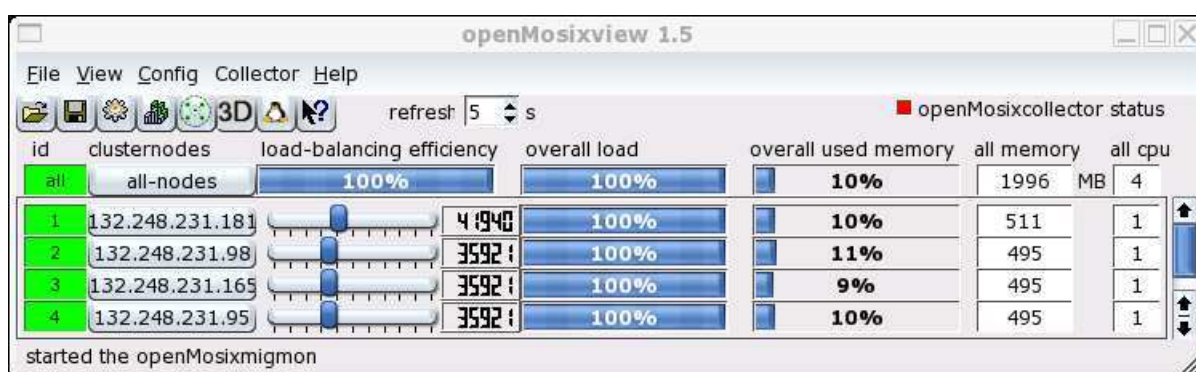 openMosixview 1.5
File View Config Collector Help
3D ? refresh 5 s openMosixcollector status
id clusternodes load-balancing efficiency overall load overall used memory all memory all cpu
all all-nodes 100% 100% 10% 1996 MB 4
1 132.248.231.181 41940 100% 10% 511 1
2 132.248.231.98 35921 100% 11% 495 1
3 132.248.231.165 35921 100% 9% 495 1
4 132.248.231.95 35921 100% 10% 495 1
started the openMosixmigmon